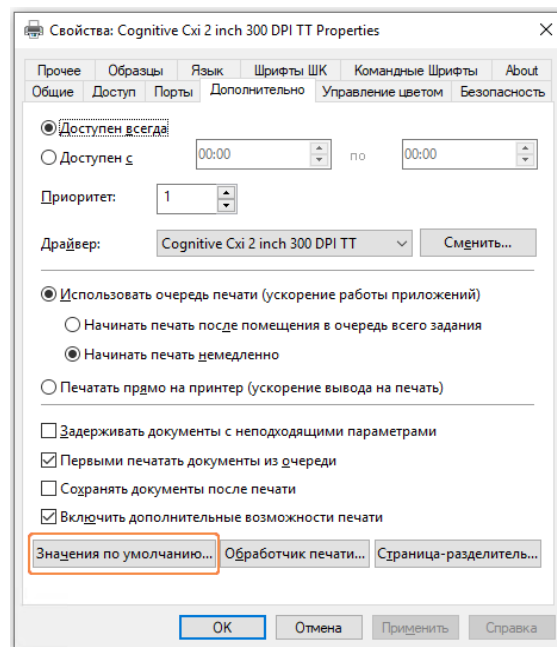 Свойства: Cognitive Cxi 2 inch 300 DPI TT Properties
Прочее Образцы Язык Шрифты ШК Командные Шрифты About
Общие Доступ Порты Дополнительно Управление цветом Безопасность
Доступен всегда
Доступен с 00:00 по 00:00
Приоритет: 1
Драйвер: Cognitive Cxi 2 inch 300 DPI TT Сменить...
Использовать очередь печати (ускорение работы приложений)
Начинать печать после помещения в очередь всего задания
Начинать печать немедленно
Печатать прямо на принтер (ускорение вывода на печать)
Задерживать документы с неподходящими параметрами
Первыми печатать документы из очереди
Сохранять документы после печати
Включить дополнительные возможности печати
Значения по умолчанию... Обработчик печати... Страница-разделитель...
OK Отмена Применить Справка